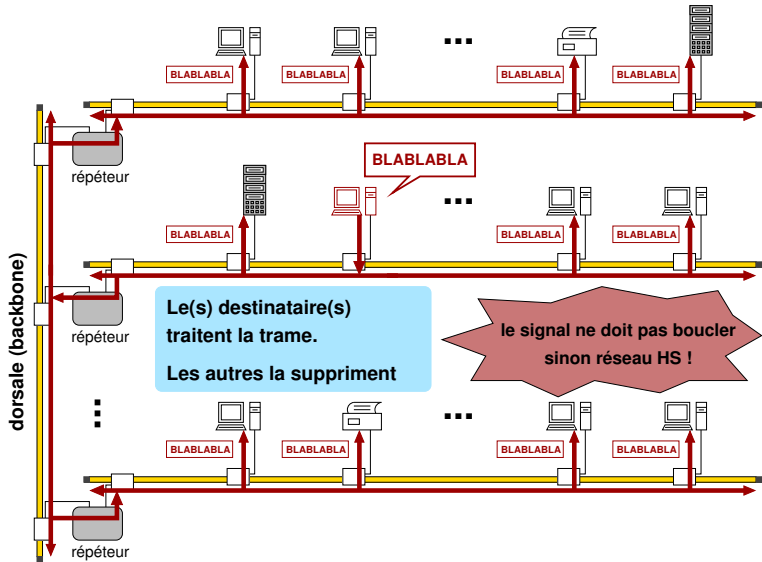 BLABLABLA BLABLABLA BLABLABLA BLABLABLA
répéteur
BLABLABLA
BLABLABLA BLABLABLA BLABLABLA
répéteur
dorsale (backbone)
Le(s) destinataire(s)
traitent la trame.
Les autres la suppriment
le signal ne doit pas boucler
sinon réseau HS !
BLABLABLA BLABLABLA BLABLABLA BLABLABLA
répéteur